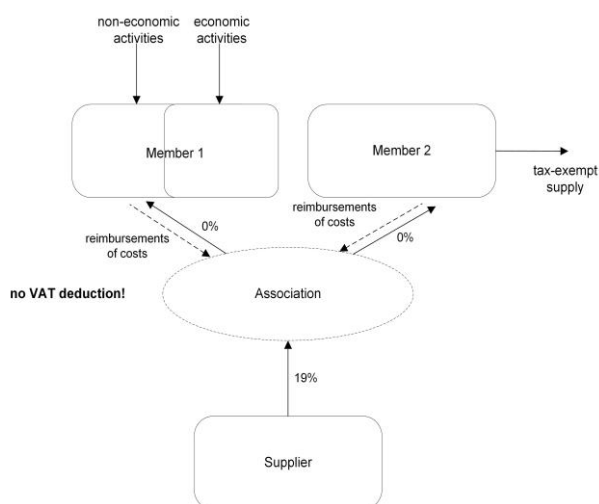 non-economic
activities
economic
activities
Member 1
Member 2
tax-exempt
supply
0%
reimbursements
of costs
reimbursements
of costs
0%
no VAT deduction!
Association
19%
Supplier